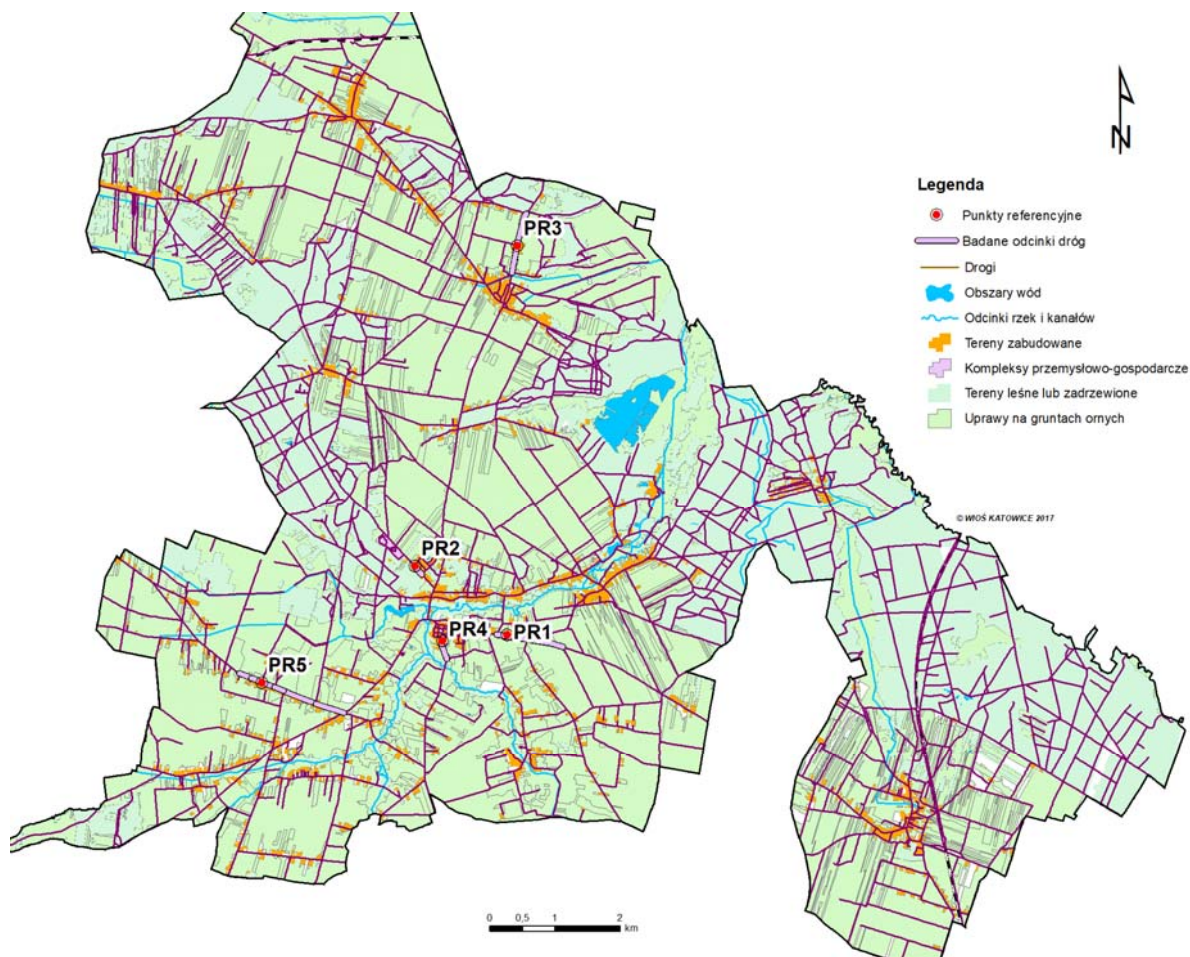 N
Legenda
PR3
Punkty referencyjne
Badane odcinki dróg
Drogi
Obszary wód
Odcinki rzek i kanałów
Tereny zabudowane
Kompleksy przemysłowo-gospodarcze
Tereny leśne lub zadrzewione
Uprawy na gruntach ornych
© WIOŚ KATOWICE 2017
PR2
PR4
PR1
PR5
0 0,5 1 2
km